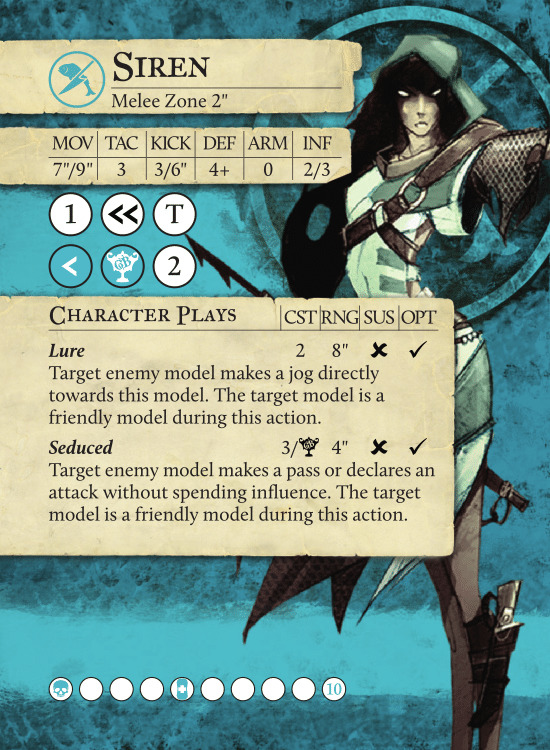 Siren
Melee Zone 2"
MOV TAC KICK DEF ARM INF
7"/9" 3 3/6" 4+ 0 2/3
1 << T
< GB 2
Character Plays CST RNG SUS OPT
Lure 2 8" ✘ ✓
Target enemy model makes a jog directly
towards this model. The target model is a
friendly model during this action.
Seduced 3/GB 4" ✘ ✓
Target enemy model makes a pass or declares an
attack without spending influence. The target
model is a friendly model during this action.
10